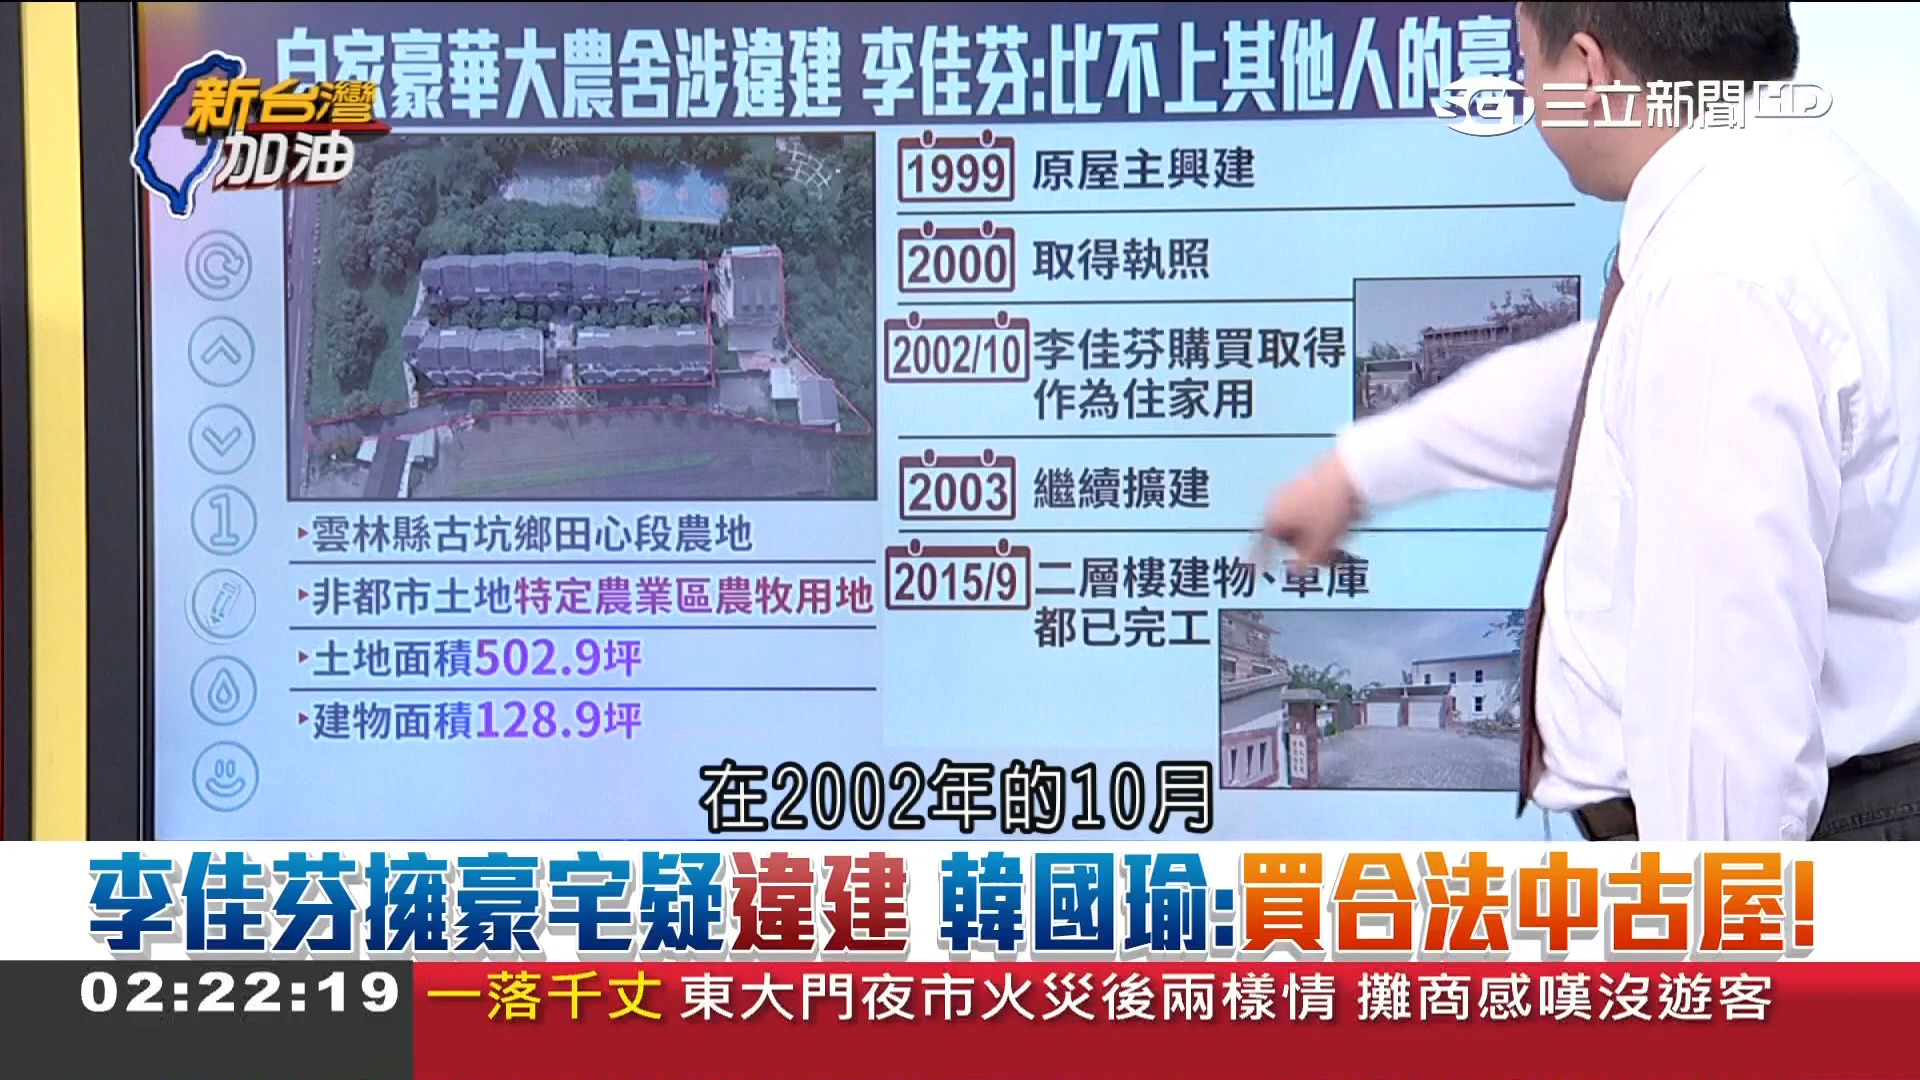 自家豪華大農舍涉違建 李佳芬:比不上其他人的豪
新台灣
加油
三立新聞HD
1999 原屋主興建
2000 取得執照
2002/10 李佳芬購買取得
作為住家用
2003 繼續擴建
2015/9 二層樓建物、車庫
都已完工
1
雲林縣古坑鄉田心段農地
非都市土地特定農業區農牧用地
土地面積502.9坪
建物面積128.9坪
在2002年的10月
李佳芬擁豪宅疑違建 韓國瑜:買合法中古屋!
02:22:19 一落千丈 東大門夜市火災後兩樣情 攤商感嘆沒遊客